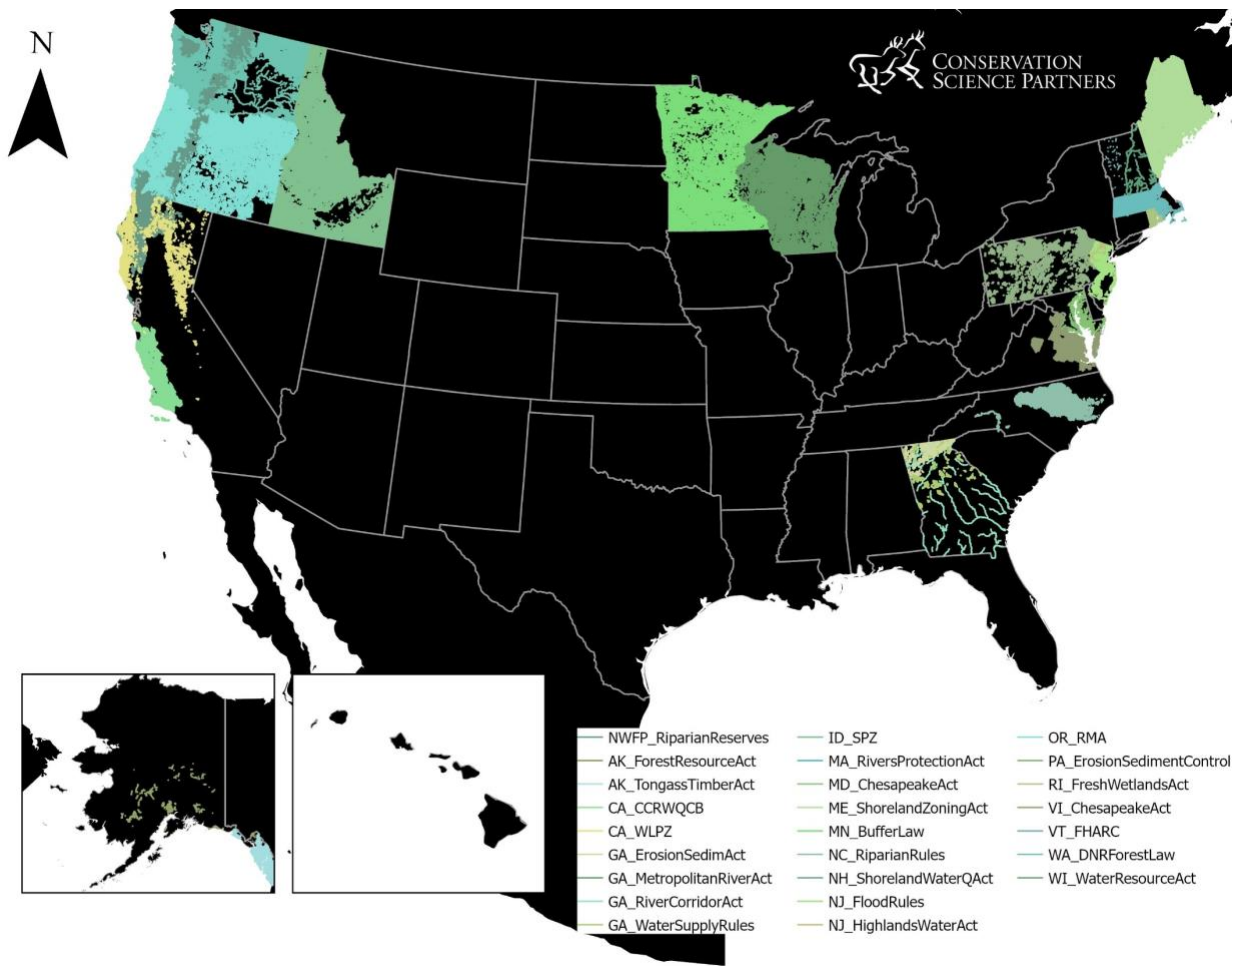 N
CONSERVATION
SCIENCE PARTNERS
NWFP_RiparianReserves
AK_ForestResourceAct
AK_TongassTimberAct
CA_CCRWQCB
CA_WLPZ
GA_ErosionSedimAct
GA_MetropolitanRiverAct
GA_RiverCorridorAct
GA_WaterSupplyRules
ID_SPZ
MA_RiversProtectionAct
MD_ChesapeakeAct
ME_ShorelandZoningAct
MN_BufferLaw
NC_RiparianRules
NH_ShorelandWaterQAct
NJ_FloodRules
NJ_HighlandsWaterAct
OR_RMA
PA_ErosionSedimentControl
RI_FreshWetlandsAct
VI_ChesapeakeAct
VT_FHARC
WA_DNRForestLaw
WI_WaterResourceAct